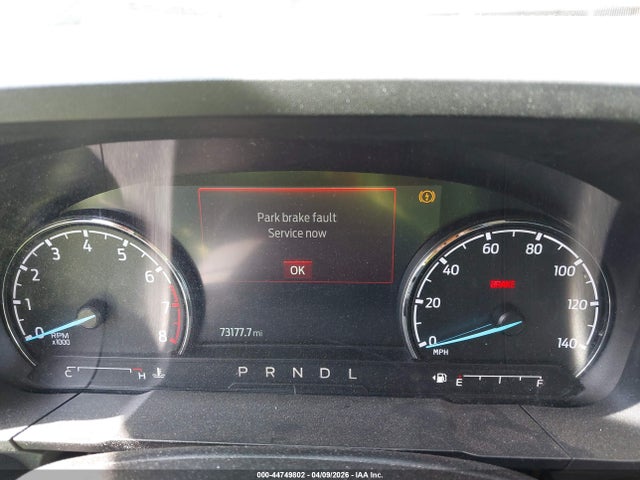 Park brake fault
Service now
OK
73177.7 mi
0 1 2 3 4 5 6 7 8
RPM
x1000
0 20 40 60 80 100 120 140
MPH
BRAKE
C H
P R N D L
E F
000-44749802 - 04/09/2026 - IAA Inc.